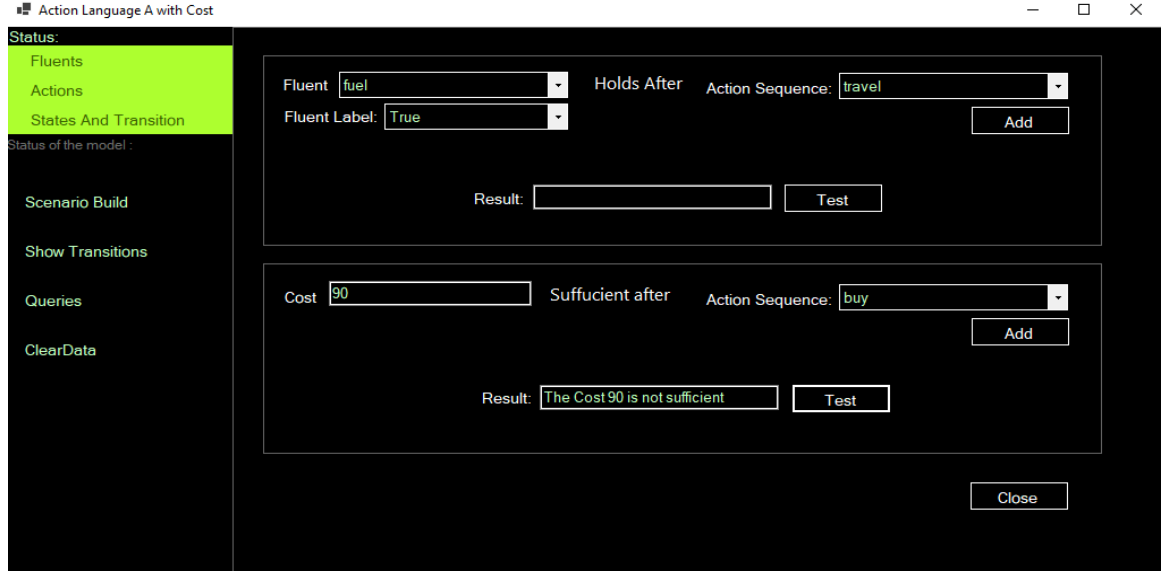 Action Language A with Cost
Status:
Fluents
Actions
States And Transition
Status of the model :
Scenario Build
Show Transitions
Queries
ClearData
Fluent fuel Holds After Action Sequence: travel
Fluent Label: True Add
Result: Test
Cost 90 Suffucient after Action Sequence: buy
Add
Result: The Cost 90 is not sufficient Test
Close